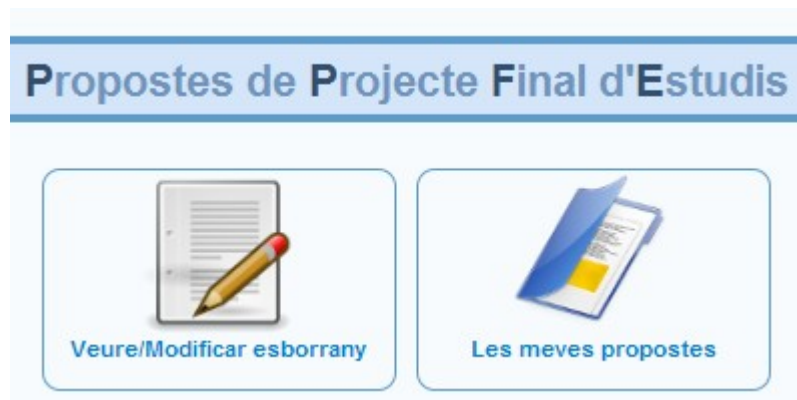 Propostes de Projecte Final d'Estudis
Veure/Modificar esborrany
Les meves propostes